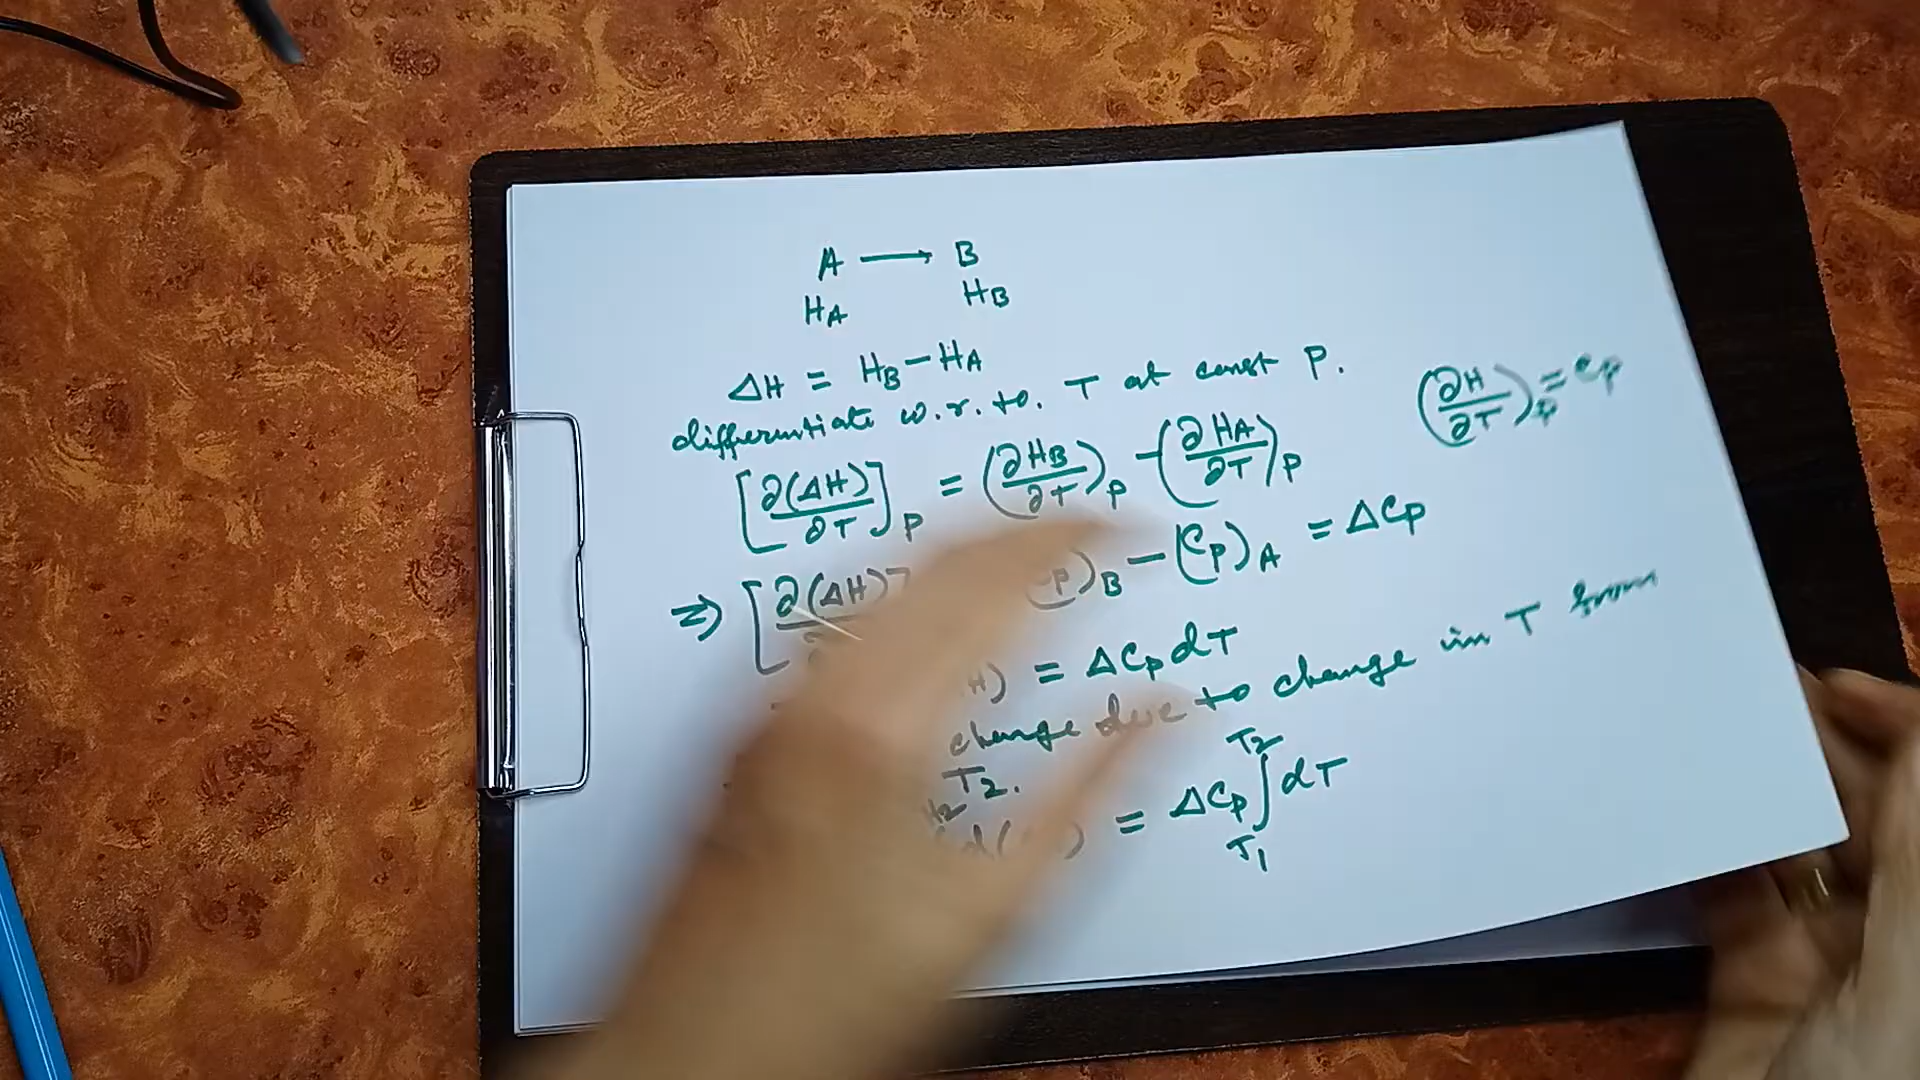 A → B
H_A H_B
ΔH = H_B − H_A
differentiate w.r.to. T at const P.
(∂H/∂T)_P = C_P
[∂(ΔH)/∂T]_P = (∂H_B/∂T)_P − (∂H_A/∂T)_P
⇒ [∂(ΔH) )_B − (C_P)_A = ΔC_P
H) = ΔC_P dT
change due to change in T from
T_2.
d( ) = ΔC_P ∫_{T_1}^{T_2} dT